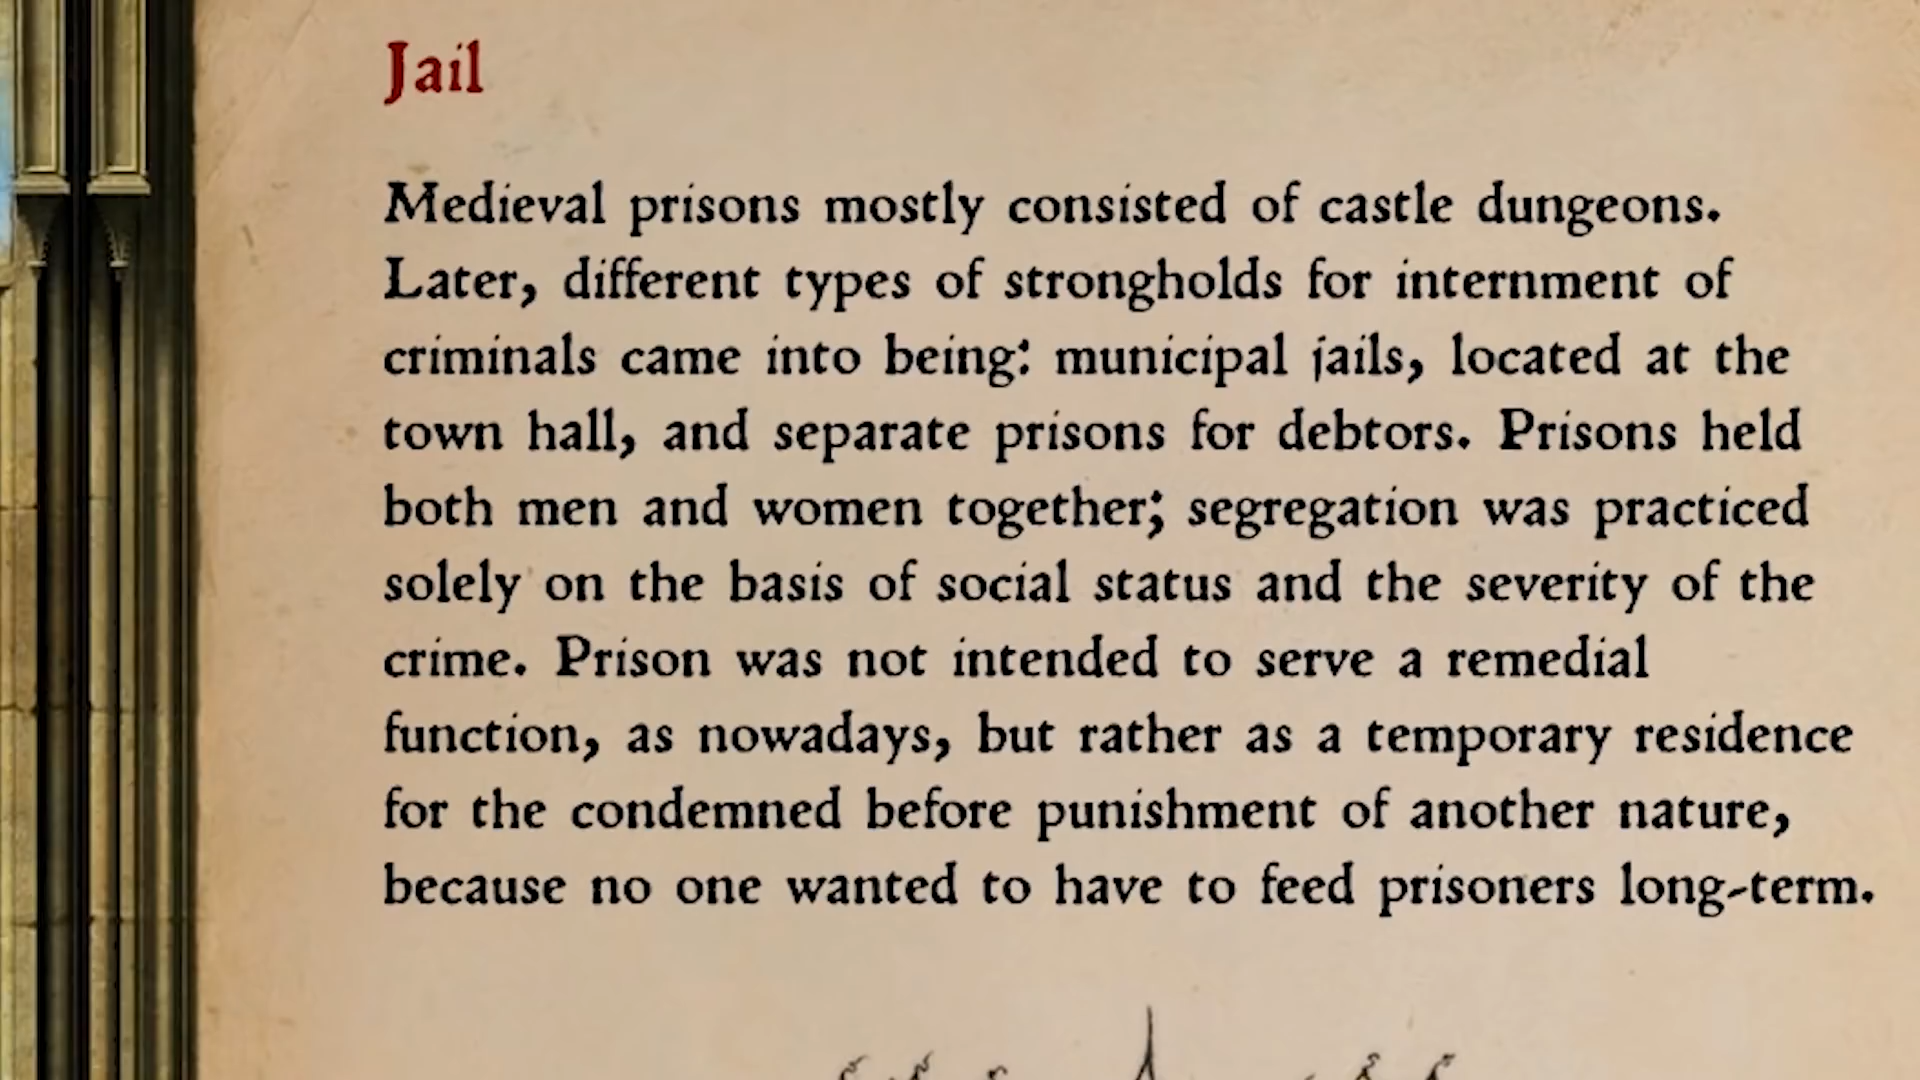 Jail
Medieval prisons mostly consisted of castle dungeons.
Later, different types of strongholds for internment of
criminals came into being: municipal jails, located at the
town hall, and separate prisons for debtors. Prisons held
both men and women together; segregation was practiced
solely on the basis of social status and the severity of the
crime. Prison was not intended to serve a remedial
function, as nowadays, but rather as a temporary residence
for the condemned before punishment of another nature,
because no one wanted to have to feed prisoners long-term.